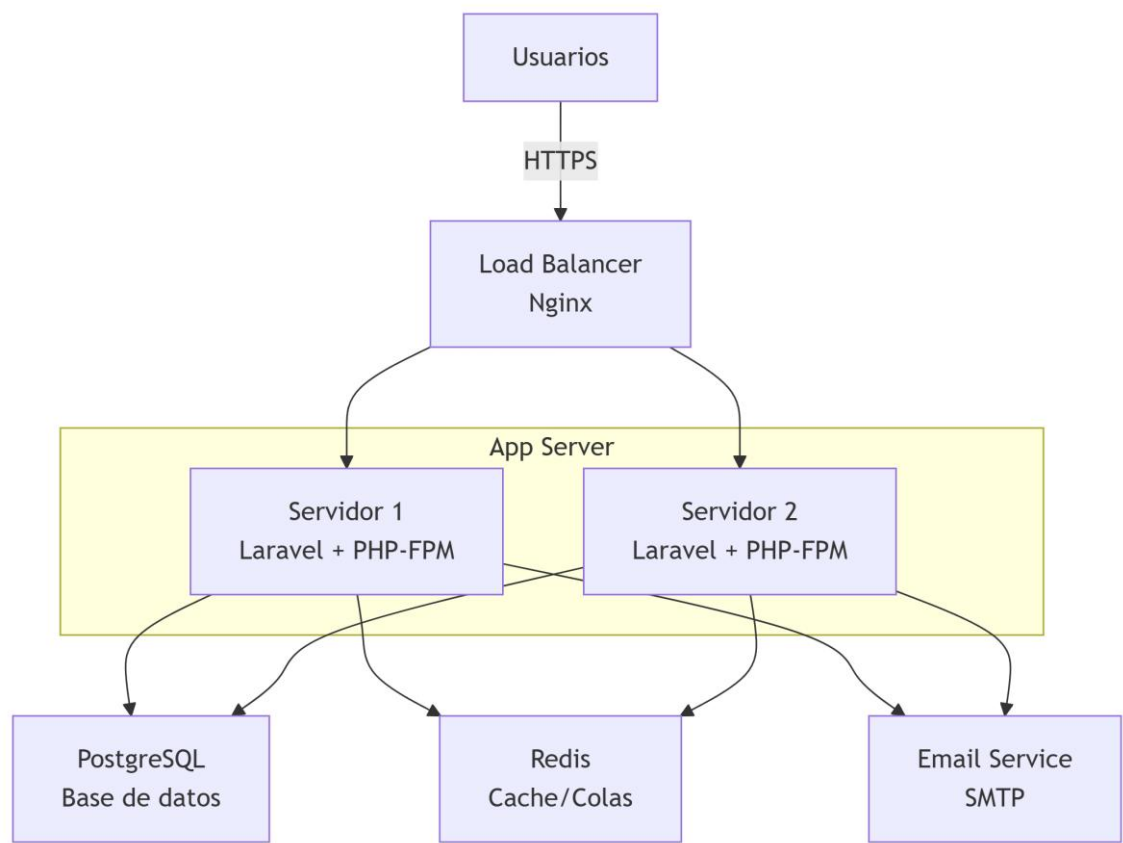 Usuarios
HTTPS
Load Balancer
Nginx
App Server
Servidor 1
Laravel + PHP-FPM
Servidor 2
Laravel + PHP-FPM
PostgreSQL
Base de datos
Redis
Cache/Colas
Email Service
SMTP